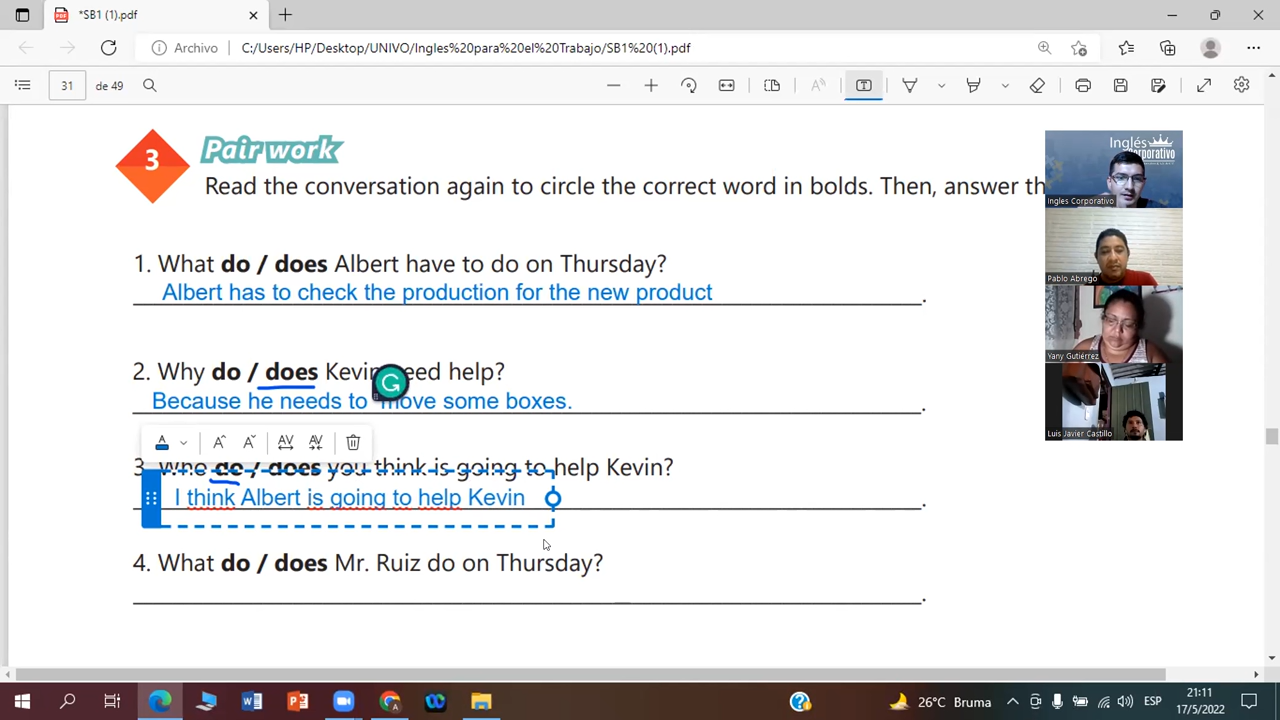 *SB1 (1).pdf
Archivo
C:/Users/HP/Desktop/UNIVO/Ingles%20para%20el%20Trabajo/SB1%20(1).pdf
31 de 49
3 Pair work
Read the conversation again to circle the correct word in bolds. Then, answer th
Inglés Corporativo
Ingles Corporativo
1. What do / does Albert have to do on Thursday?
Albert has to check the production for the new product
Pablo Abrego
2. Why do / does Kevin need help?
Because he needs to move some boxes.
Yany Gutiérrez
3. Who do / does you think is going to help Kevin?
I think Albert is going to help Kevin
Luis Javier Castillo
4. What do / does Mr. Ruiz do on Thursday?
26°C Bruma
ESP
21:11
17/5/2022